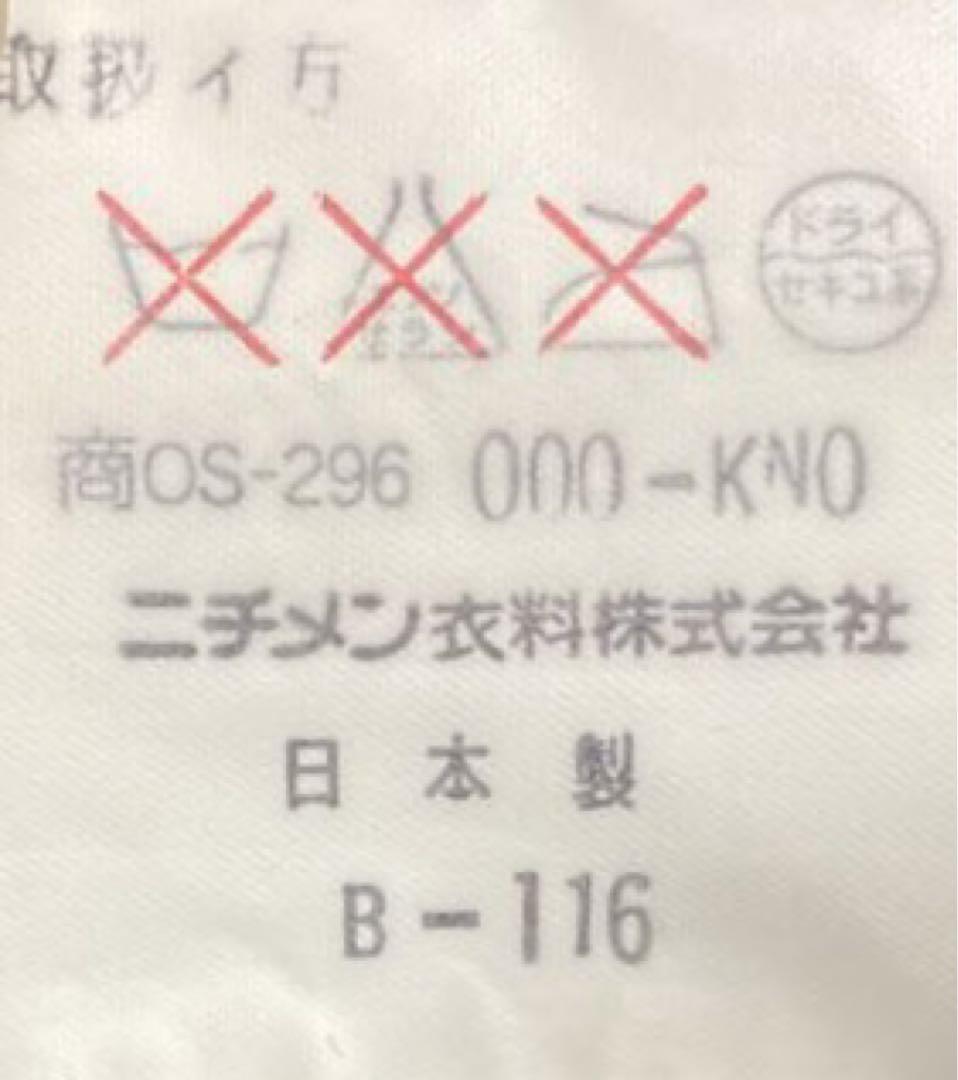 取扱イ方
ドライ
セキユ系
商OS-296 000-KNO
ニチメン衣料株式会社
日本製
B-116